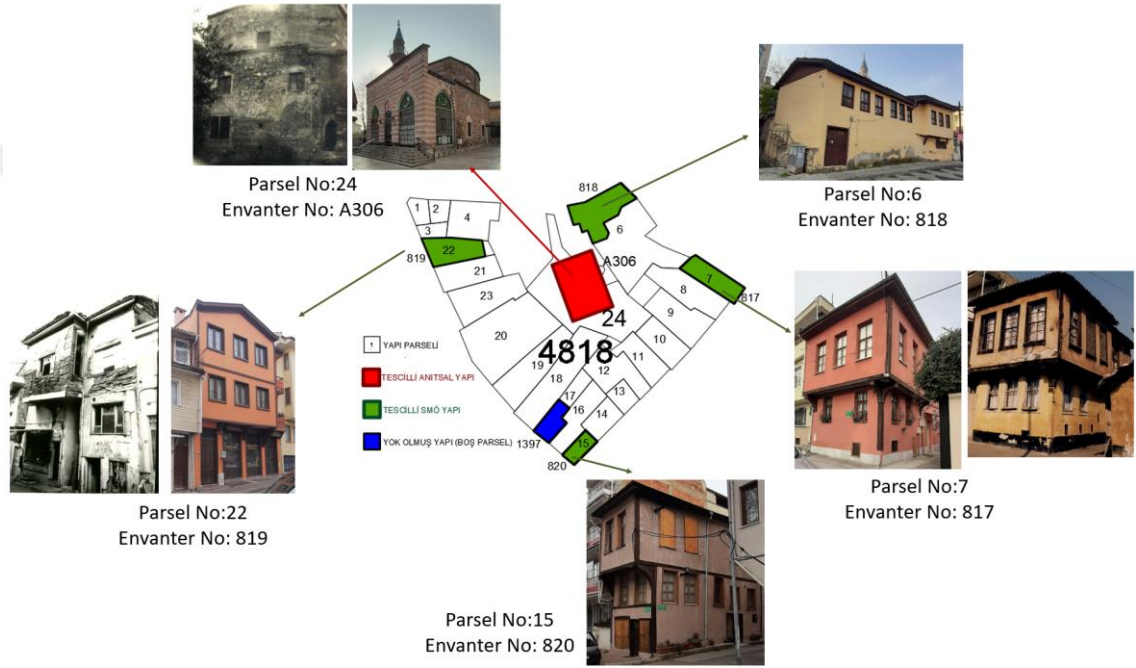 Parsel No:24
Envanter No: A306
Parsel No:6
Envanter No: 818
818
1
2
4
3
6
22
A306
819
21
7
8
817
23
9
24
20
10
4818
11
19
12
18
13
17
16
14
1397
15
820
1 YAPI PARSELİ
TESCİLLİ ANITSAL YAPI
TESCİLLİ SMÖ YAPI
YOK OLMUŞ YAPI (BOŞ PARSEL)
Parsel No:22
Envanter No: 819
Parsel No:7
Envanter No: 817
Parsel No:15
Envanter No: 820